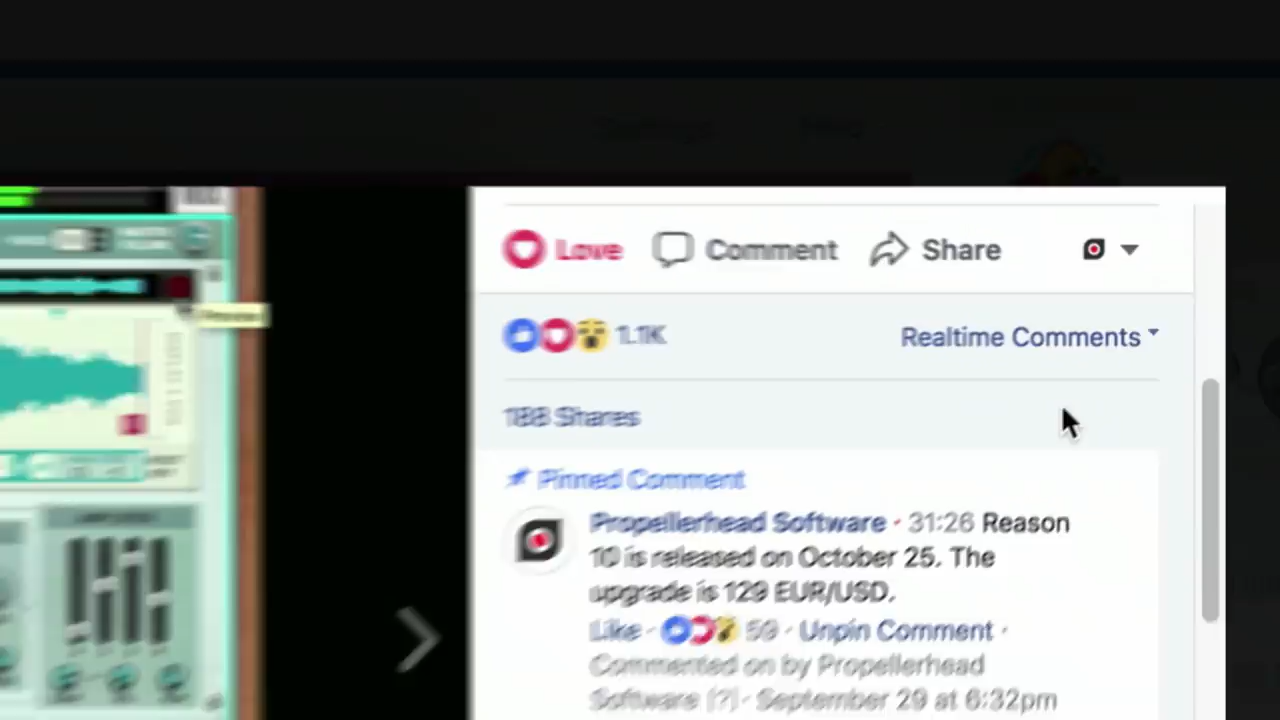 Love Comment Share
1.1K Realtime Comments
188 Shares
Pinned Comment
Propellerhead Software · 31:26 Reason
10 is released on October 25. The
upgrade is 129 EUR/USD.
Like · 59 · Unpin Comment ·
Commented on by Propellerhead
Software [?] · September 29 at 6:32pm